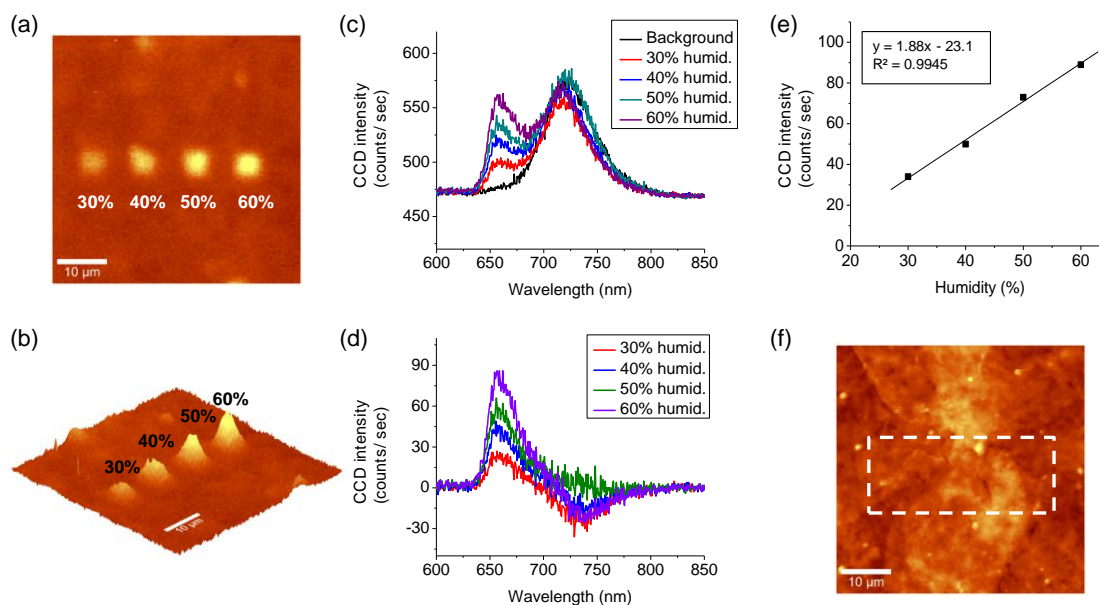 (a)
30% 40% 50% 60%
10 µm
(b)
30%
40%
50%
60%
10 µm
(c)
CCD intensity
(counts/ sec)
600
575
550
525
500
475
450
600 650 700 750 800 850
Wavelength (nm)
Background
30% humid.
40% humid.
50% humid.
60% humid.
(d)
CCD intensity
(counts/ sec)
90
60
30
0
-30
600 650 700 750 800 850
Wavelength (nm)
30% humid.
40% humid.
50% humid.
60% humid.
(e)
CCD intensity
(counts/ sec)
100
80
60
40
20
0
20 30 40 50 60
Humidity (%)
y = 1.88x - 23.1
R² = 0.9945
(f)
10 µm